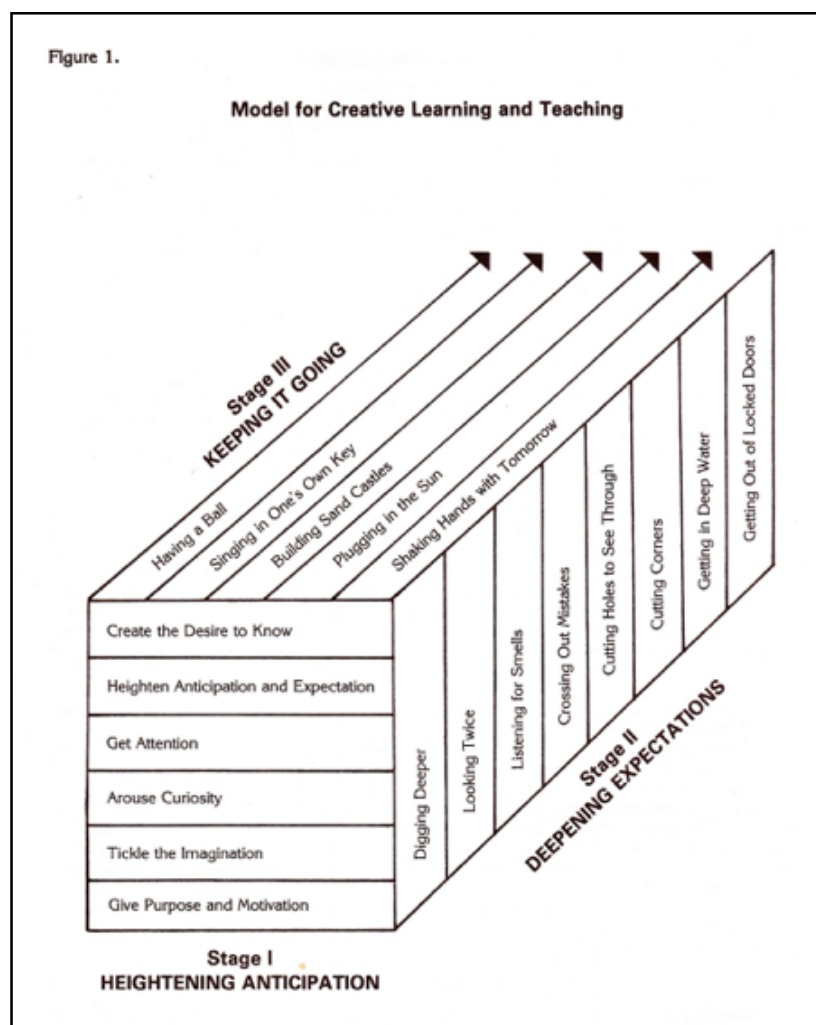 Figure 1.
Model for Creative Learning and Teaching
Stage III
KEEPING IT GOING
Having a Ball
Singing in One's Own Key
Building Sand Castles
Plugging in the Sun
Shaking Hands with Tomorrow
Create the Desire to Know
Heighten Anticipation and Expectation
Get Attention
Arouse Curiosity
Tickle the Imagination
Give Purpose and Motivation
Stage I
HEIGHTENING ANTICIPATION
Digging Deeper
Looking Twice
Listening for Smells
Crossing Out Mistakes
Cutting Holes to See Through
Cutting Corners
Getting in Deep Water
Getting Out of Locked Doors
Stage II
DEEPENING EXPECTATIONS